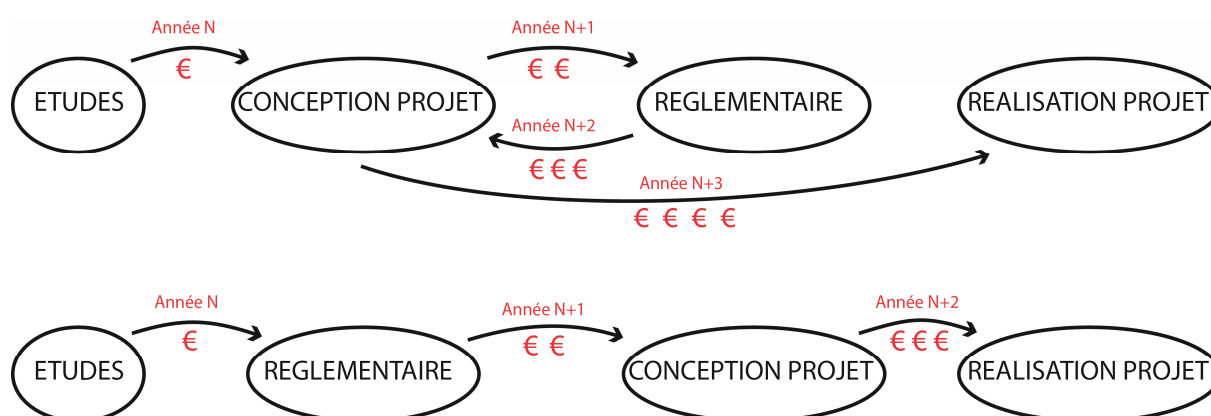 Année N
Année N+1
€
€ €
ETUDES
CONCEPTION PROJET
REGLEMENTAIRE
REALISATION PROJET
Année N+2
€ € €
Année N+3
€ € € €
Année N
Année N+1
Année N+2
€
€ €
€ € €
ETUDES
REGLEMENTAIRE
CONCEPTION PROJET
REALISATION PROJET